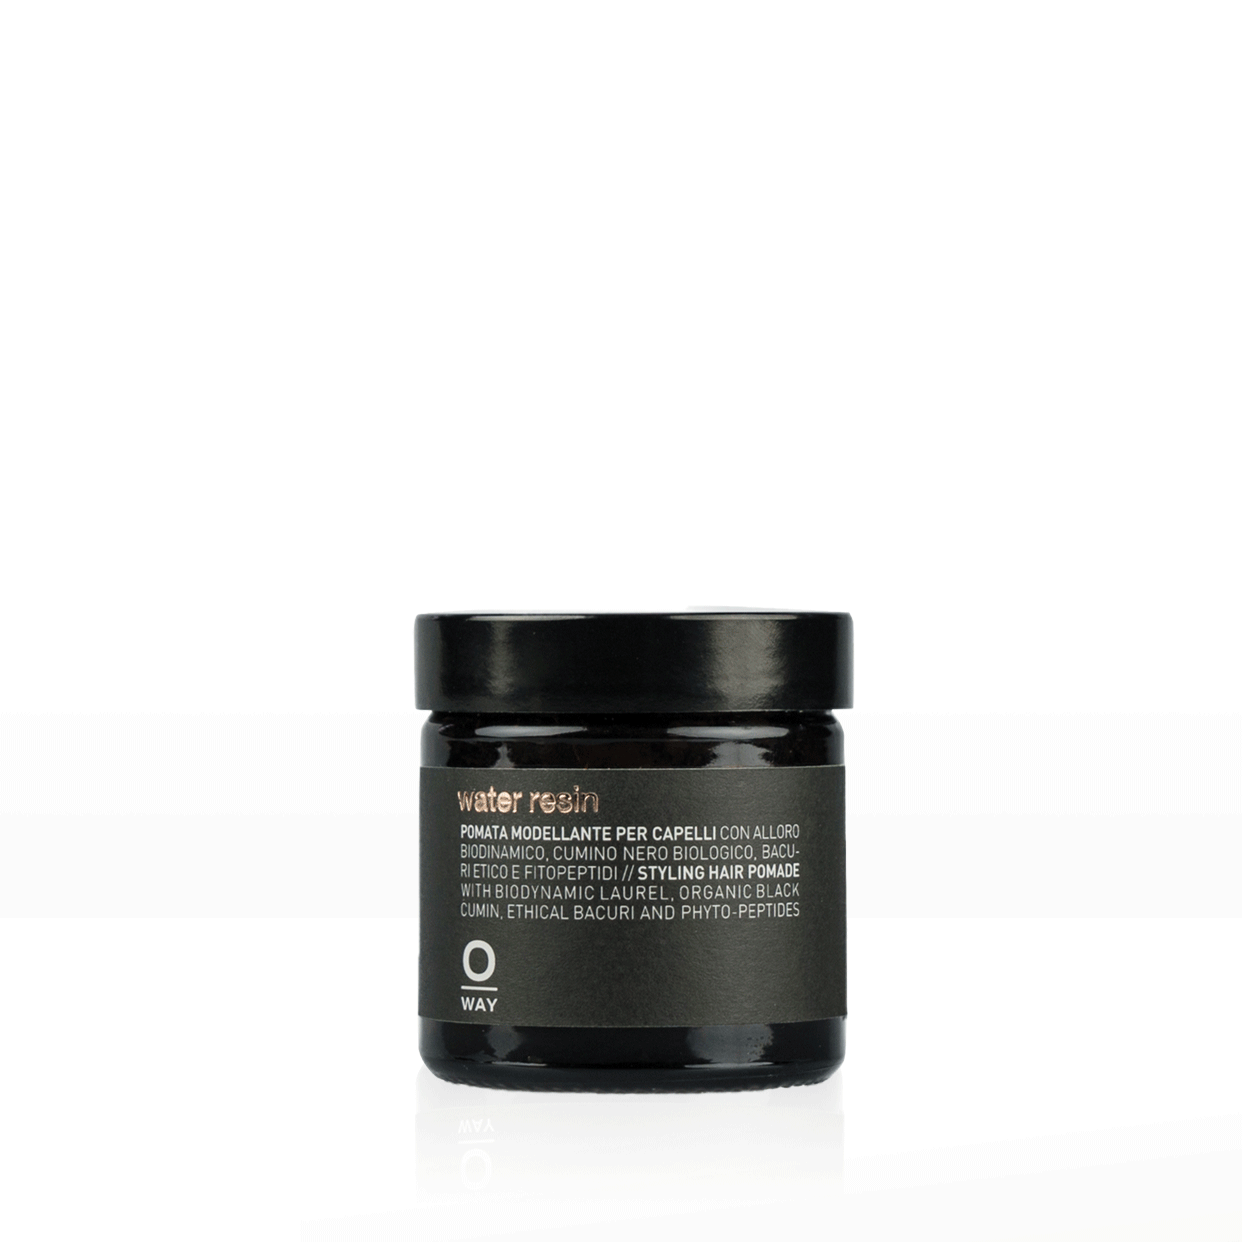 water resin
POMATA MODELLANTE PER CAPELLI CON ALLORO
BIODINAMICO, CUMINO NERO BIOLOGICO, BACU-
RI ETICO E FITOPEPTIDI // STYLING HAIR POMADE
WITH BIODYNAMIC LAUREL, ORGANIC BLACK
CUMIN, ETHICAL BACURI AND PHYTO-PEPTIDES
O
WAY